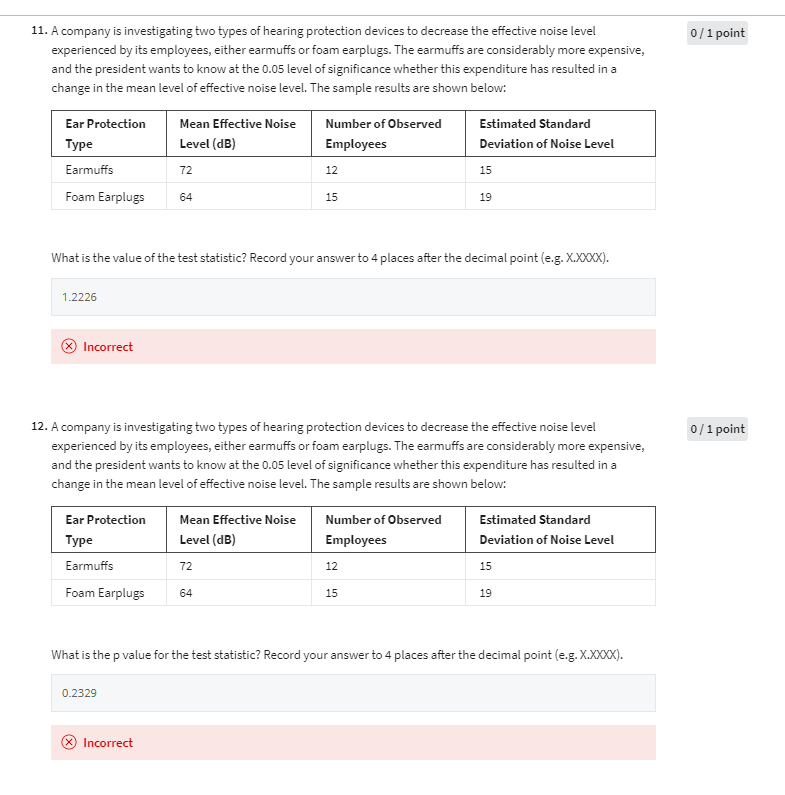 11. A company is investigating two types of hearing protection devices to decrease the effective noise level
0 / 1 point
experienced by its employees, either earmuffs or foam earplugs. The earmuffs are considerably more expensive,
and the president wants to know at the 0.05 level of significance whether this expenditure has resulted in a
change in the mean level of effective noise level. The sample results are shown below:
Ear Protection Type | Mean Effective Noise Level (dB) | Number of Observed Employees | Estimated Standard Deviation of Noise Level
Earmuffs 72 12 15
Foam Earplugs 64 15 19
What is the value of the test statistic? Record your answer to 4 places after the decimal point (e.g. X.XXXX).
1.2226
Incorrect
12. A company is investigating two types of hearing protection devices to decrease the effective noise level
0 / 1 point
experienced by its employees, either earmuffs or foam earplugs. The earmuffs are considerably more expensive,
and the president wants to know at the 0.05 level of significance whether this expenditure has resulted in a
change in the mean level of effective noise level. The sample results are shown below:
Ear Protection Type | Mean Effective Noise Level (dB) | Number of Observed Employees | Estimated Standard Deviation of Noise Level
Earmuffs 72 12 15
Foam Earplugs 64 15 19
What is the p value for the test statistic? Record your answer to 4 places after the decimal point (e.g. X.XXXX).
0.2329
Incorrect